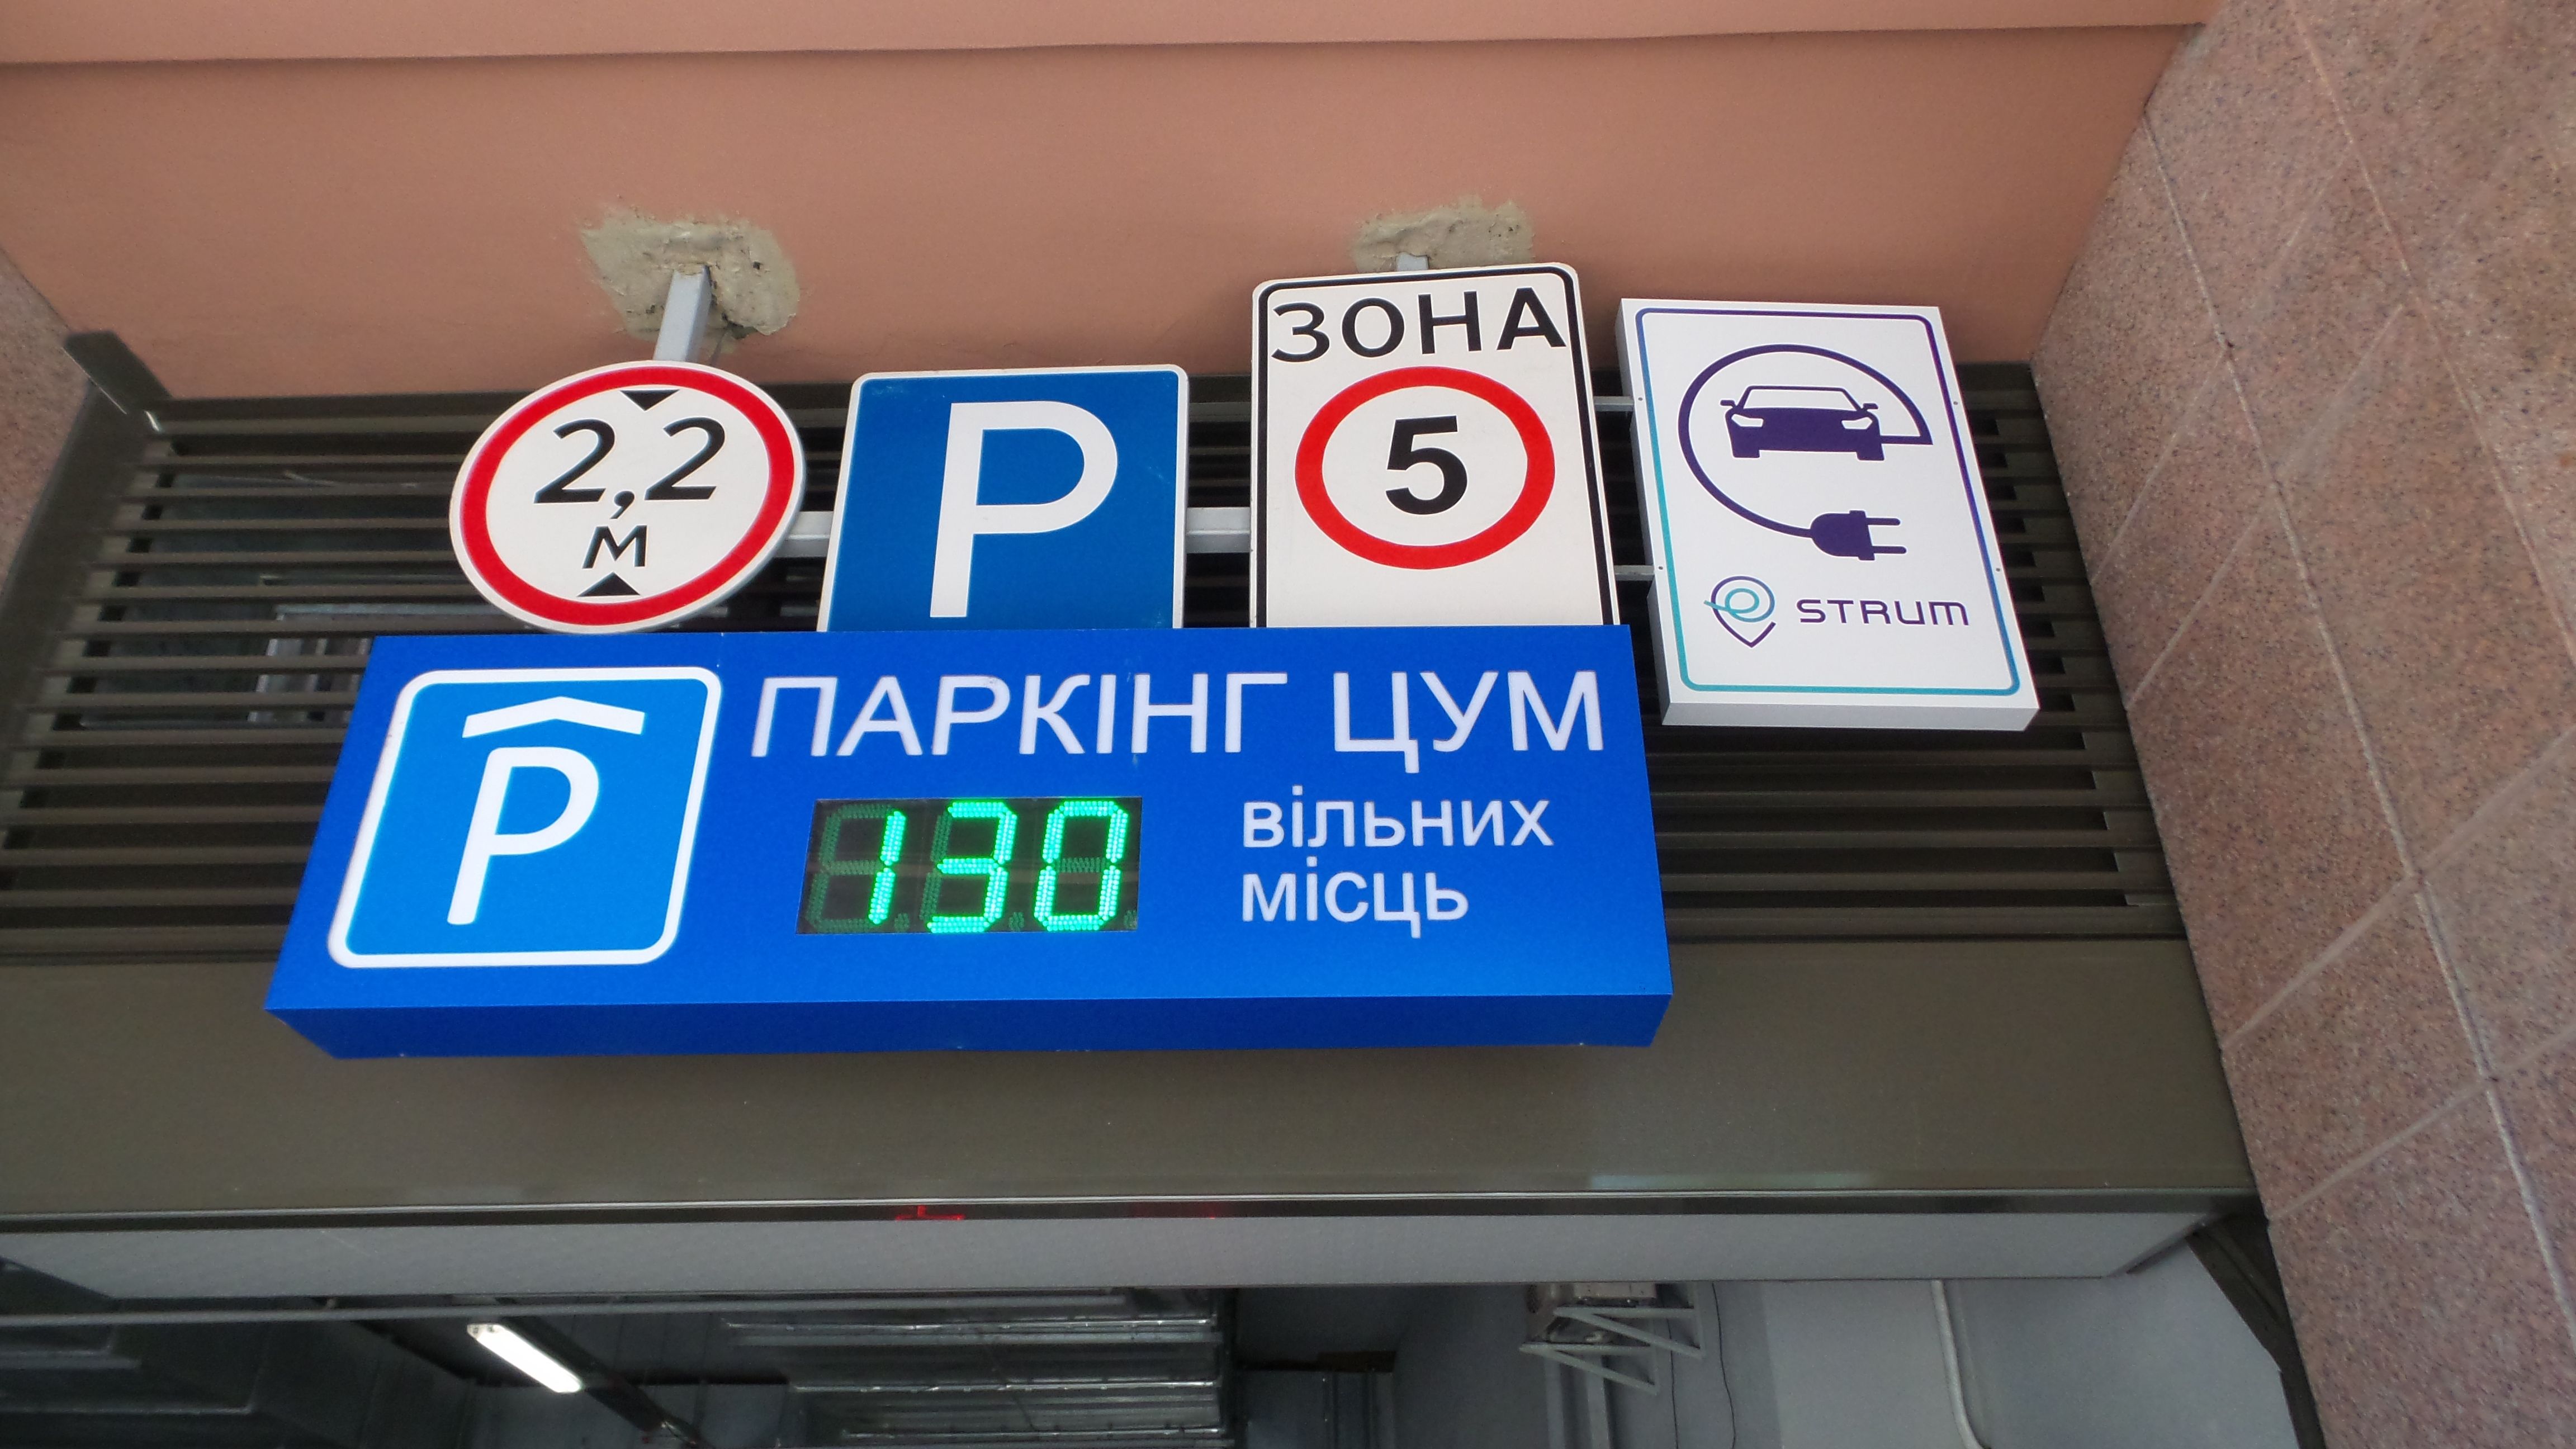 2,2
м
P
ЗОНА
5
STRUM
P
ПАРКІНГ ЦУМ
130
вільних
місць